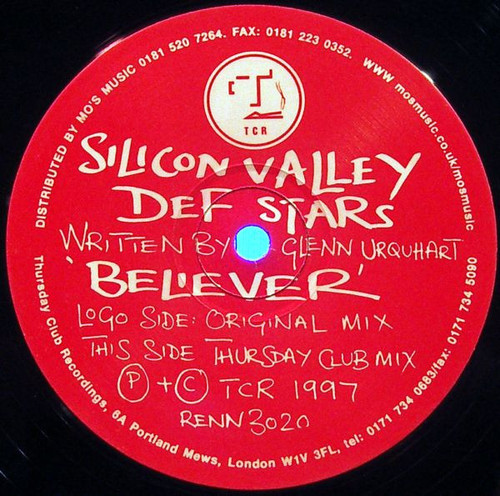 DISTRIBUTED BY MO'S MUSIC 0181 520 7264. FAX: 0181 223 0352. www.mosmusic.co.uk/mosmusic
TCR
SILICON VALLEY
DEF STARS
WRITTEN BY GLENN URQUHART
'BELIEVER'
LOGO SIDE: ORIGINAL MIX
THIS SIDE THURSDAY CLUB MIX
Ⓟ + © TCR 1997
RENN3020
Thursday Club Recordings, 6A Portland Mews, London W1V 3FL, tel: 0171 734 0683/fax: 0171 734 5090